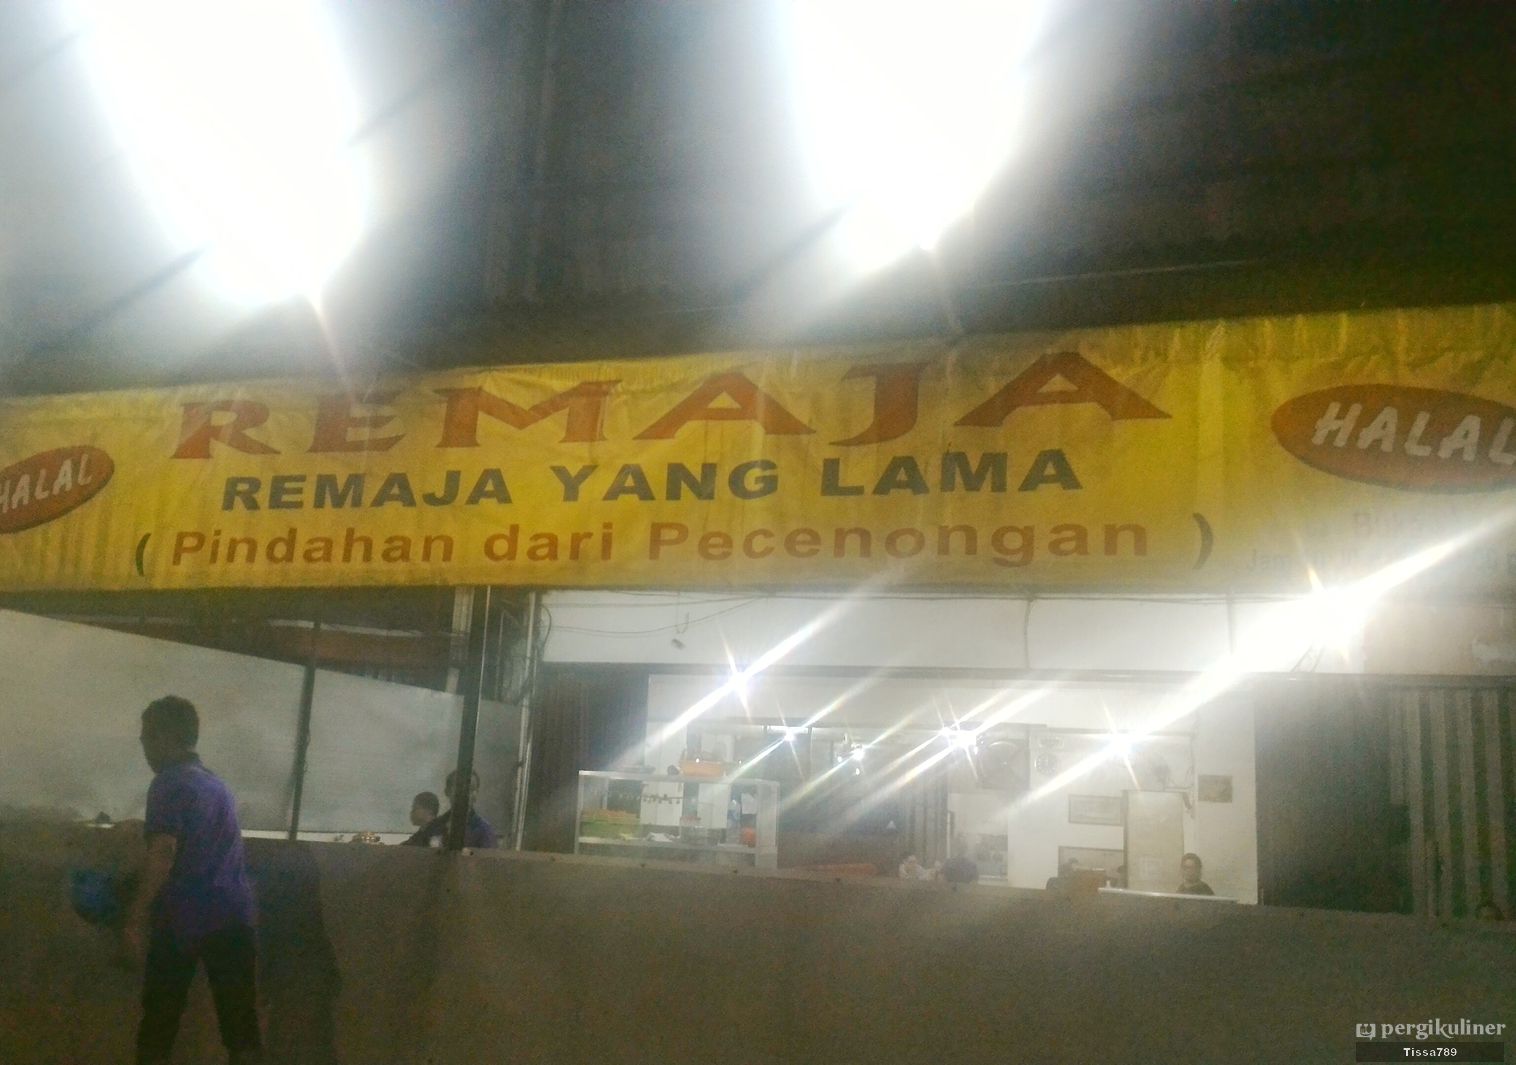 REMAJA
HALAL
HALAL
REMAJA YANG LAMA
( Pindahan dari Pecenongan )
pergikuliner
Tissa789